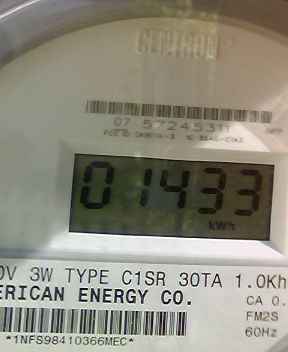 CENTRON®
07 57245311
01433
kWh
0V 3W TYPE C1SR 30TA 1.0Kh
ERICAN ENERGY CO.
CA 0.
FM2S
60Hz
*1NFS98410366MEC*